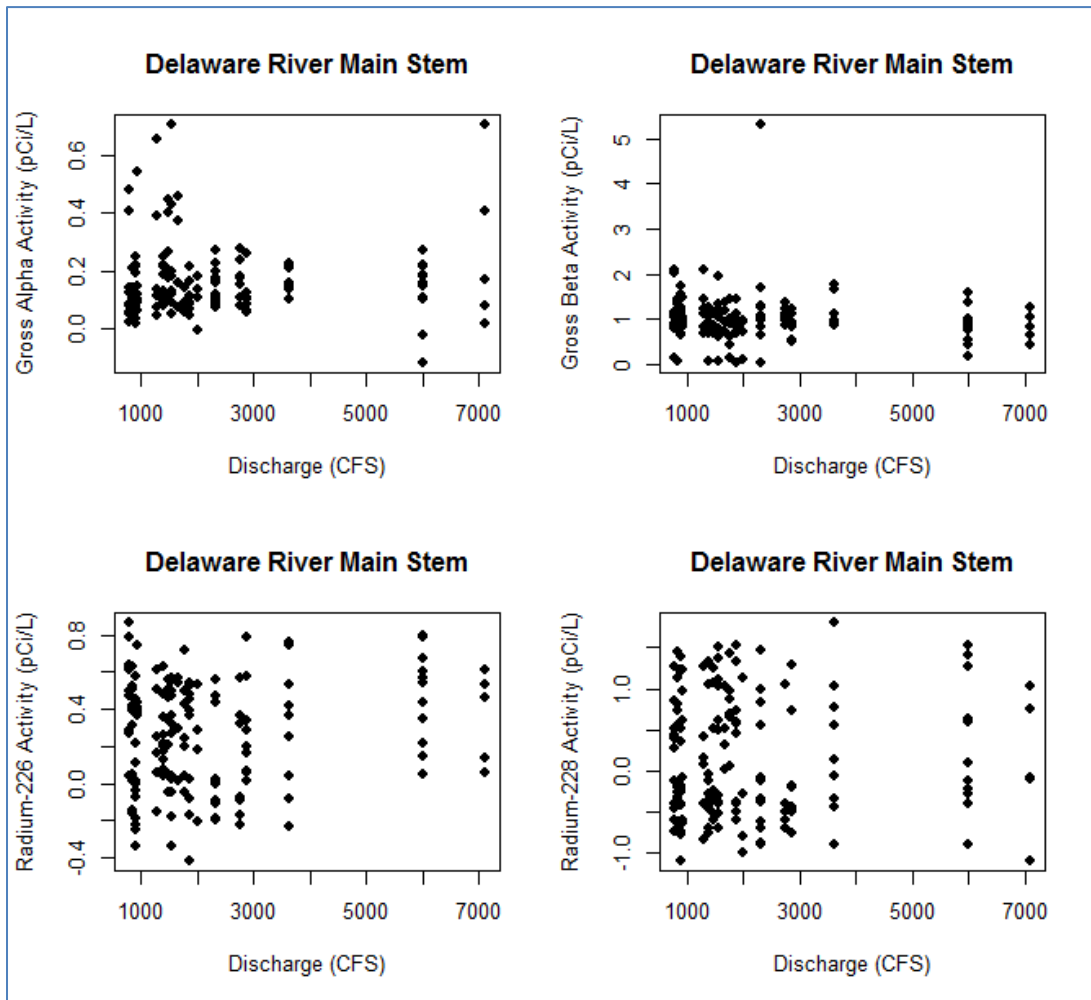 Delaware River Main Stem
Gross Alpha Activity (pCi/L)
0.6
0.4
0.2
0.0
1000
3000
5000
7000
Discharge (CFS)
Delaware River Main Stem
Gross Beta Activity (pCi/L)
5
4
3
2
1
0
1000
3000
5000
7000
Discharge (CFS)
Delaware River Main Stem
Radium-226 Activity (pCi/L)
0.8
0.4
0.0
-0.4
1000
3000
5000
7000
Discharge (CFS)
Delaware River Main Stem
Radium-228 Activity (pCi/L)
1.0
0.0
-1.0
1000
3000
5000
7000
Discharge (CFS)